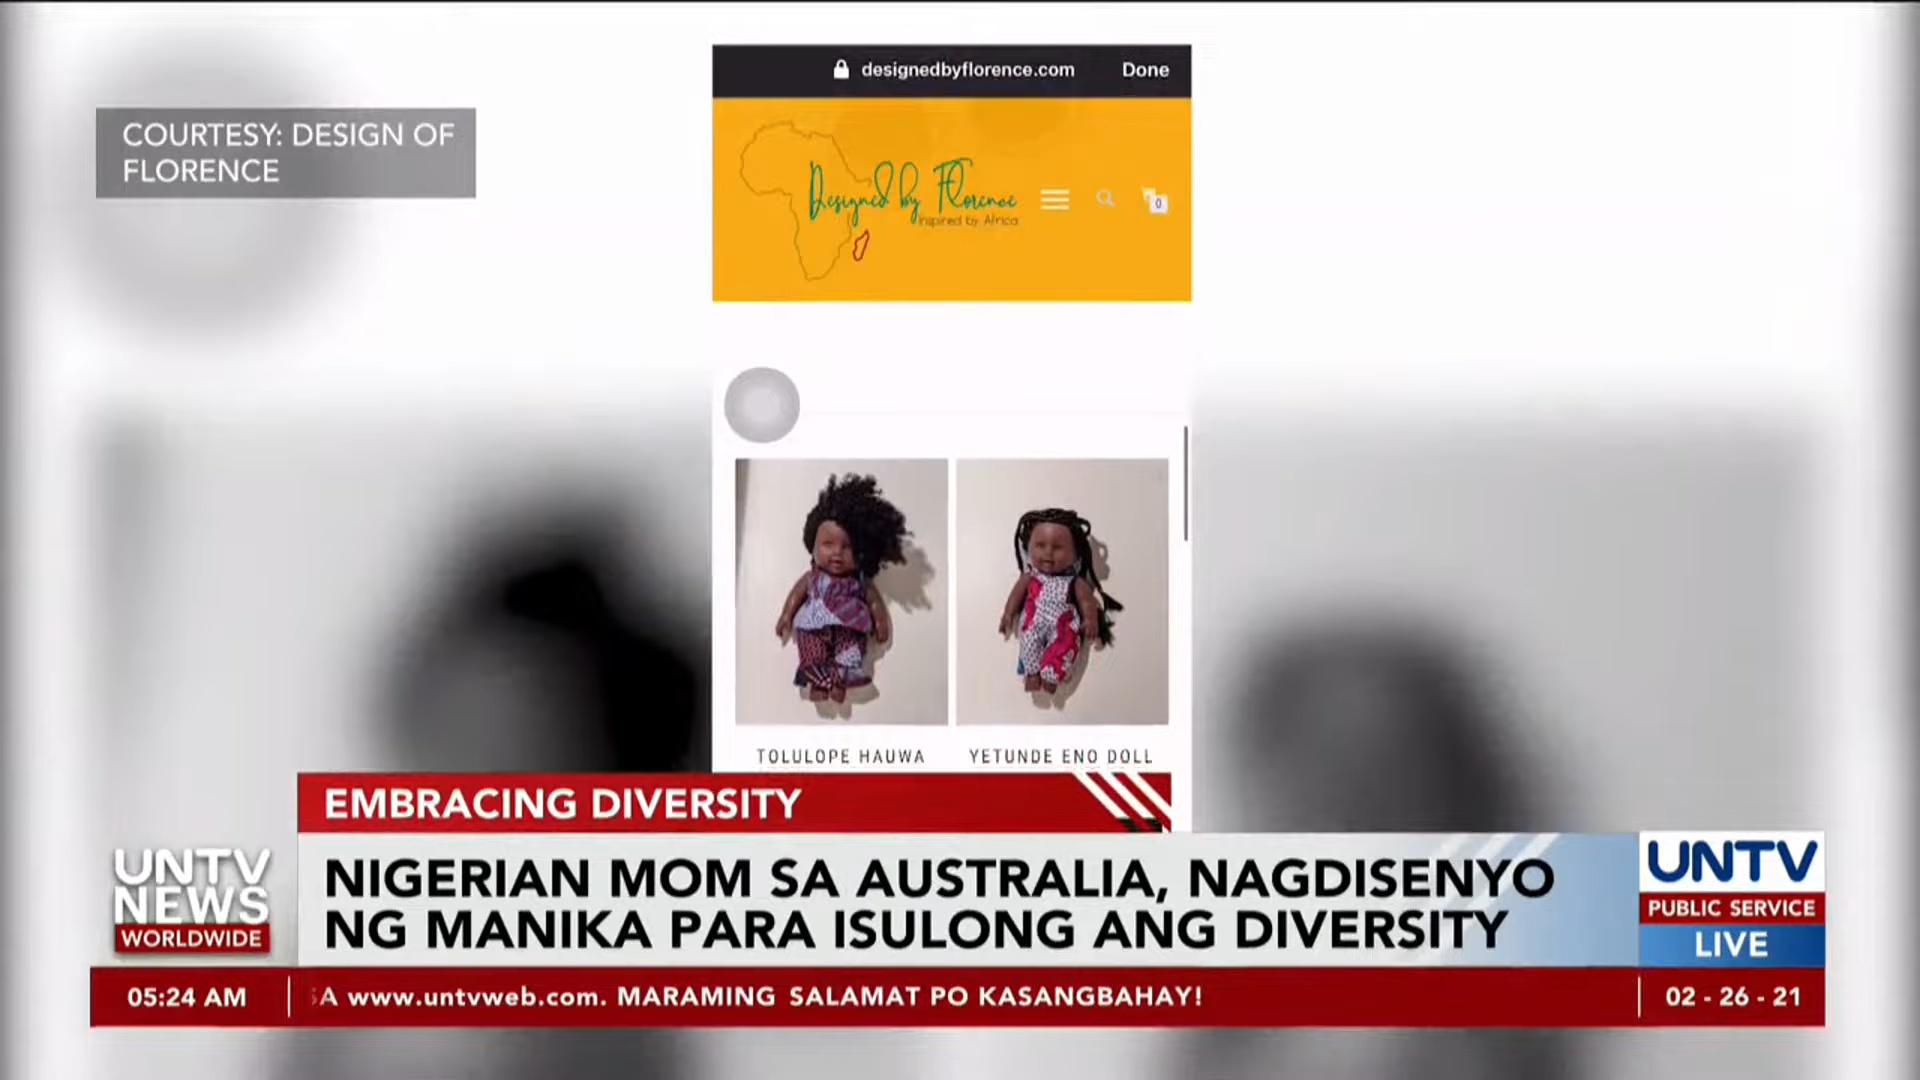 designedbyflorence.com Done
COURTESY: DESIGN OF
FLORENCE
Designed by Florence
Inspired by Africa
0
TOLULOPE HAUWA
YETUNDE ENO DOLL
EMBRACING DIVERSITY
NIGERIAN MOM SA AUSTRALIA, NAGDISENYO
NG MANIKA PARA ISULONG ANG DIVERSITY
UNTV
NEWS
WORLDWIDE
UNTV
PUBLIC SERVICE
LIVE
05:24 AM
A www.untvweb.com. MARAMING SALAMAT PO KASANGBAHAY!
02 - 26 - 21